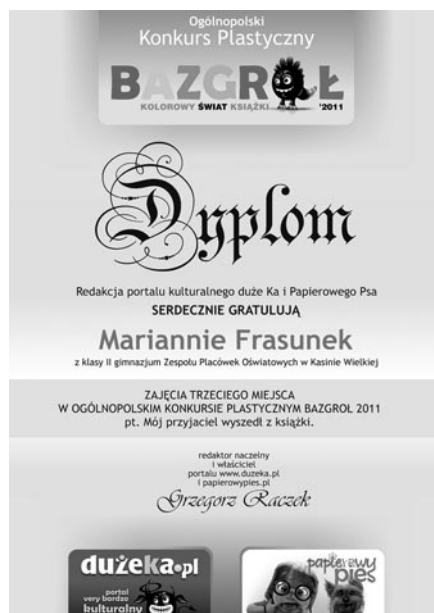 Ogólnopolski
Konkurs Plastyczny
BAZGROŁ
KOLOROWY ŚWIAT KSIĄŻKI '2011
Dyplom
Redakcja portalu kulturalnego duże Ka i Papierowego Psa
SERDECZNIE GRATULUJĄ
Mariannie Frasunek
z klasy II gimnazjum Zespołu Placówek Oświatowych w Kasinie Wielkiej
ZAJĘCIA TRZECIEGO MIEJSCA
W OGÓLNOPOLSKIM KONKURSIE PLASTYCZNYM BAZGROŁ 2011
pt. Mój przyjaciel wyszedł z książki.
redaktor naczelny
i właściciel
portalu www.duzeka.pl
i papierowypies.pl
Grzegorz Raczek
dużeka.pl
portal
very bardzo
kulturalny
papierowy
pies